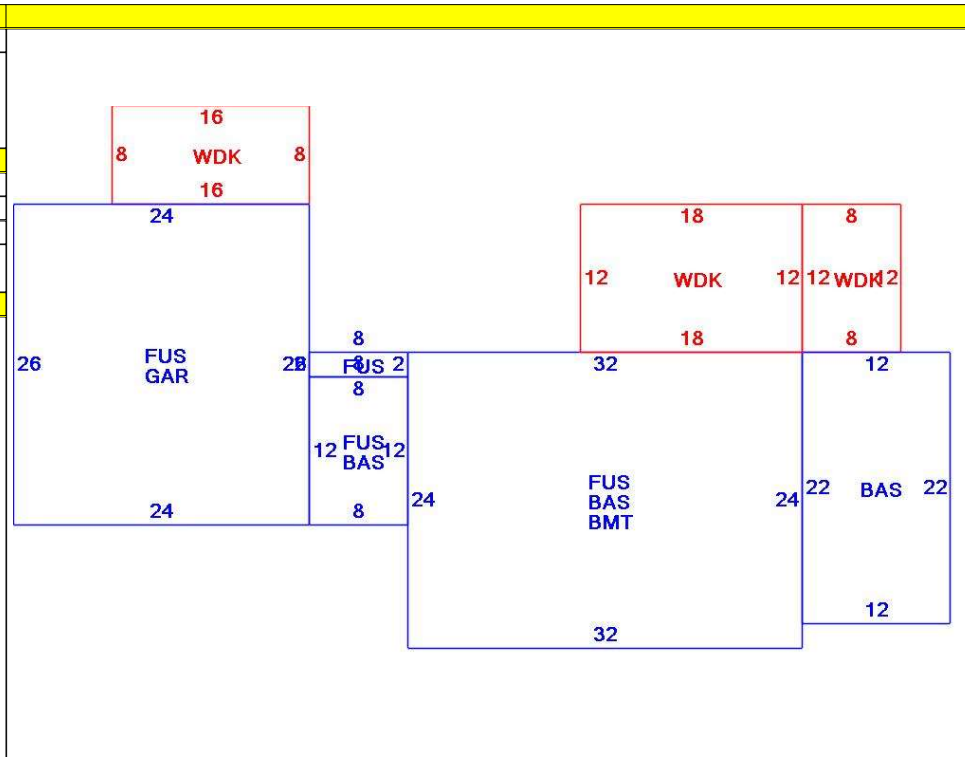 16
8 WDK 8
16
24
18 8
12 WDK 12 12 WDK 12
18 8
8
26 FUS 26 2 8 FUS 2 32 12
GAR
8
12 FUS 12
BAS
24 FUS 24 22 BAS 22
BAS
BMT
24 8
12
32